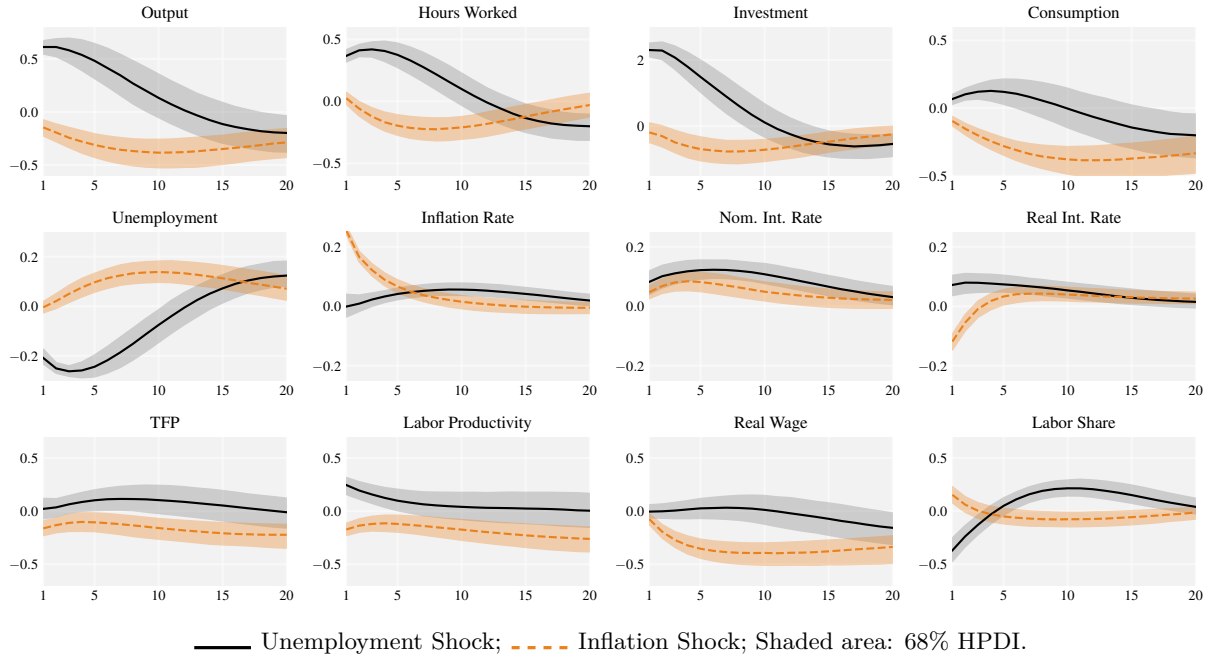 Output Hours Worked Investment Consumption
0.5 0.5 2 0.5
0.0 0.0 0 0.0
−0.5 −0.5 −0.5
1 5 10 15 20 1 5 10 15 20 1 5 10 15 20 1 5 10 15 20
Unemployment Inflation Rate Nom. Int. Rate Real Int. Rate
0.2 0.2 0.2 0.2
0.0 0.0 0.0 0.0
−0.2 −0.2 −0.2 −0.2
1 5 10 15 20 1 5 10 15 20 1 5 10 15 20 1 5 10 15 20
TFP Labor Productivity Real Wage Labor Share
0.5 0.5 0.5 0.5
0.0 0.0 0.0 0.0
−0.5 −0.5 −0.5 −0.5
1 5 10 15 20 1 5 10 15 20 1 5 10 15 20 1 5 10 15 20
Unemployment Shock; Inflation Shock; Shaded area: 68% HPDI.